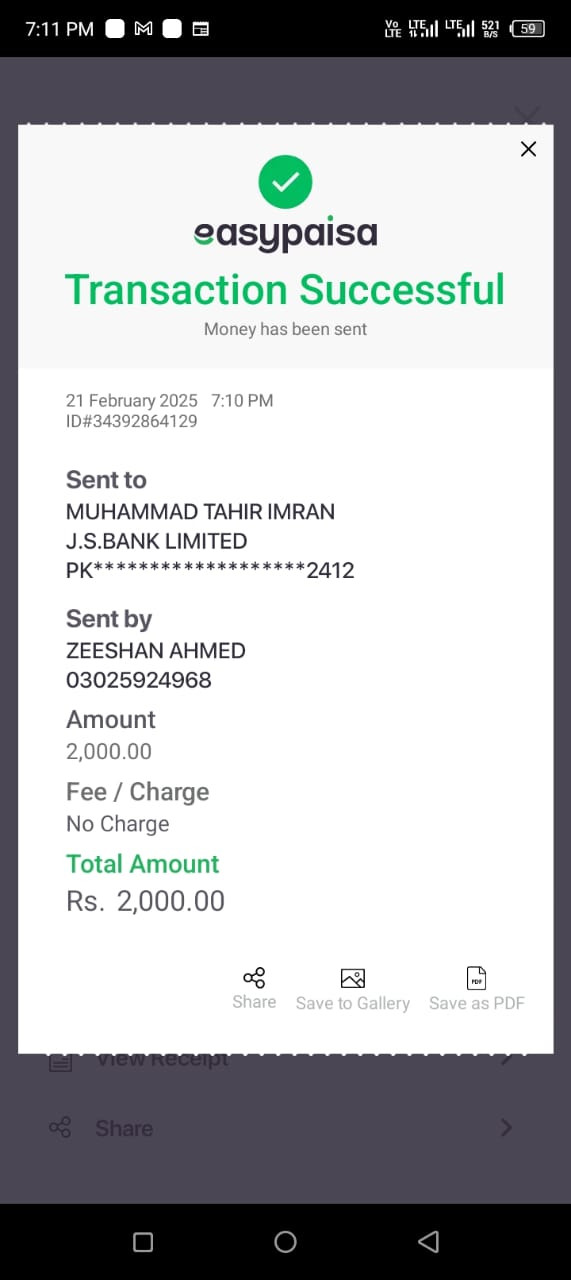 7:11 PM
Vo LTE LTE LTE 521 B/S 59
easypaisa
Transaction Successful
Money has been sent
21 February 2025 7:10 PM
ID#34392864129
Sent to
MUHAMMAD TAHIR IMRAN
J.S.BANK LIMITED
PK*******************2412
Sent by
ZEESHAN AHMED
03025924968
Amount
2,000.00
Fee / Charge
No Charge
Total Amount
Rs. 2,000.00
Share Save to Gallery Save as PDF
View Receipt
Share